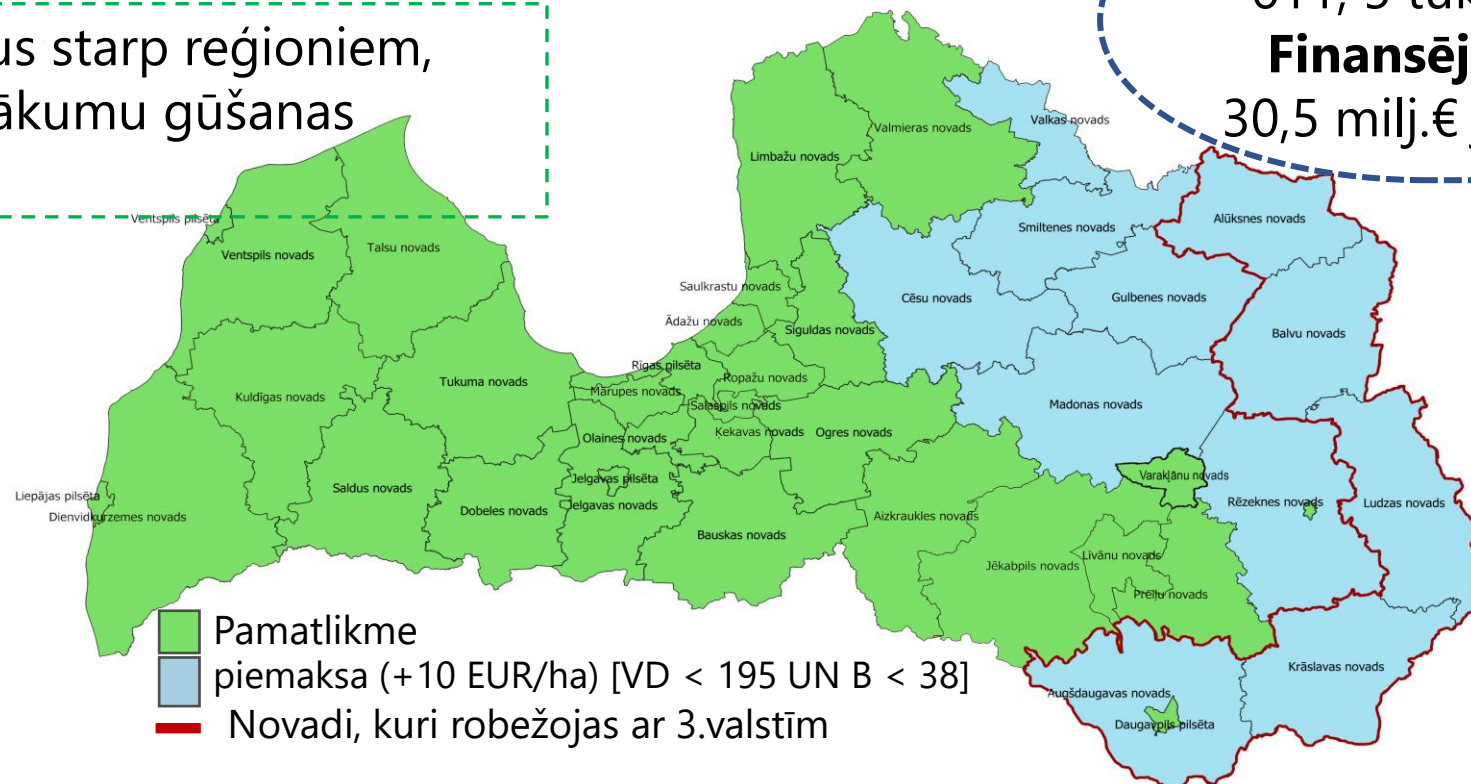 us starp reģioniem,
ākumu gūšanas
Finansēj
30,5 milj.€
Valkas novads
Valmieras novads
Limbažu novads
Alūksnes novads
Ventspils pilsēta
Smiltenes novads
Talsu novads
Ventspils novads
Saulkrastu novads
Cēsu novads
Gulbenes novads
Ādažu novads
Siguldas novads
Balvu novads
Rīgas pilsēta
Ropažu novads
Tukuma novads
Mārupes novads
Kuldīgas novads
Salaspils novads
Madonas novads
Olaines novads
Ķekavas novads
Ogres novads
Jelgavas pilsēta
Varakļānu novads
Saldus novads
Liepājas pilsēta
Jelgavas novads
Rēzeknes novads
Ludzas novads
Dienvidkurzemes novads
Dobeles novads
Aizkraukles novads
Bauskas novads
Līvānu novads
Jēkabpils novads
Preiļu novads
Pamatlikme
Krāslavas novads
piemaksa (+10 EUR/ha) [VD < 195 UN B < 38]
Augšdaugavas novads
Novadi, kuri robežojas ar 3.valstīm
Daugavpils pilsēta